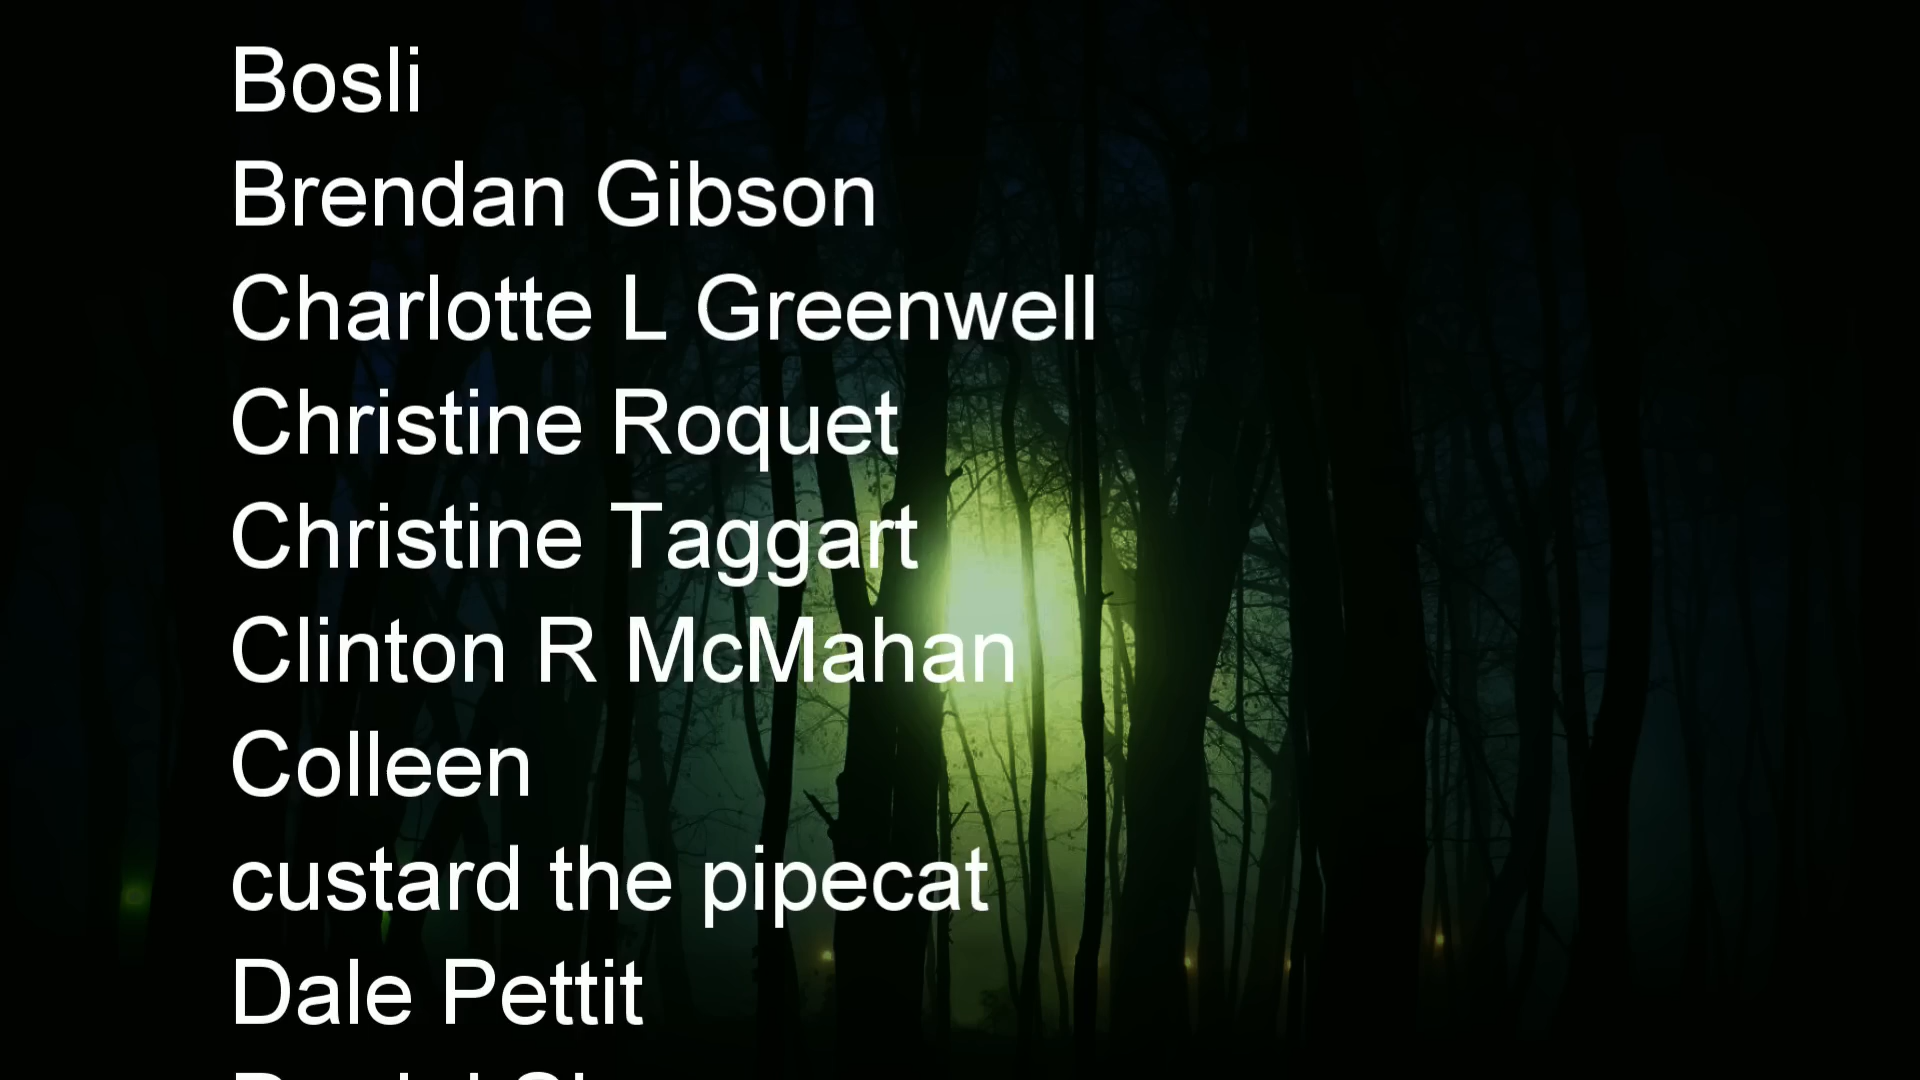 Bosli
Brendan Gibson
Charlotte L Greenwell
Christine Roquet
Christine Taggart
Clinton R McMahan
Colleen
custard the pipecat
Dale Pettit